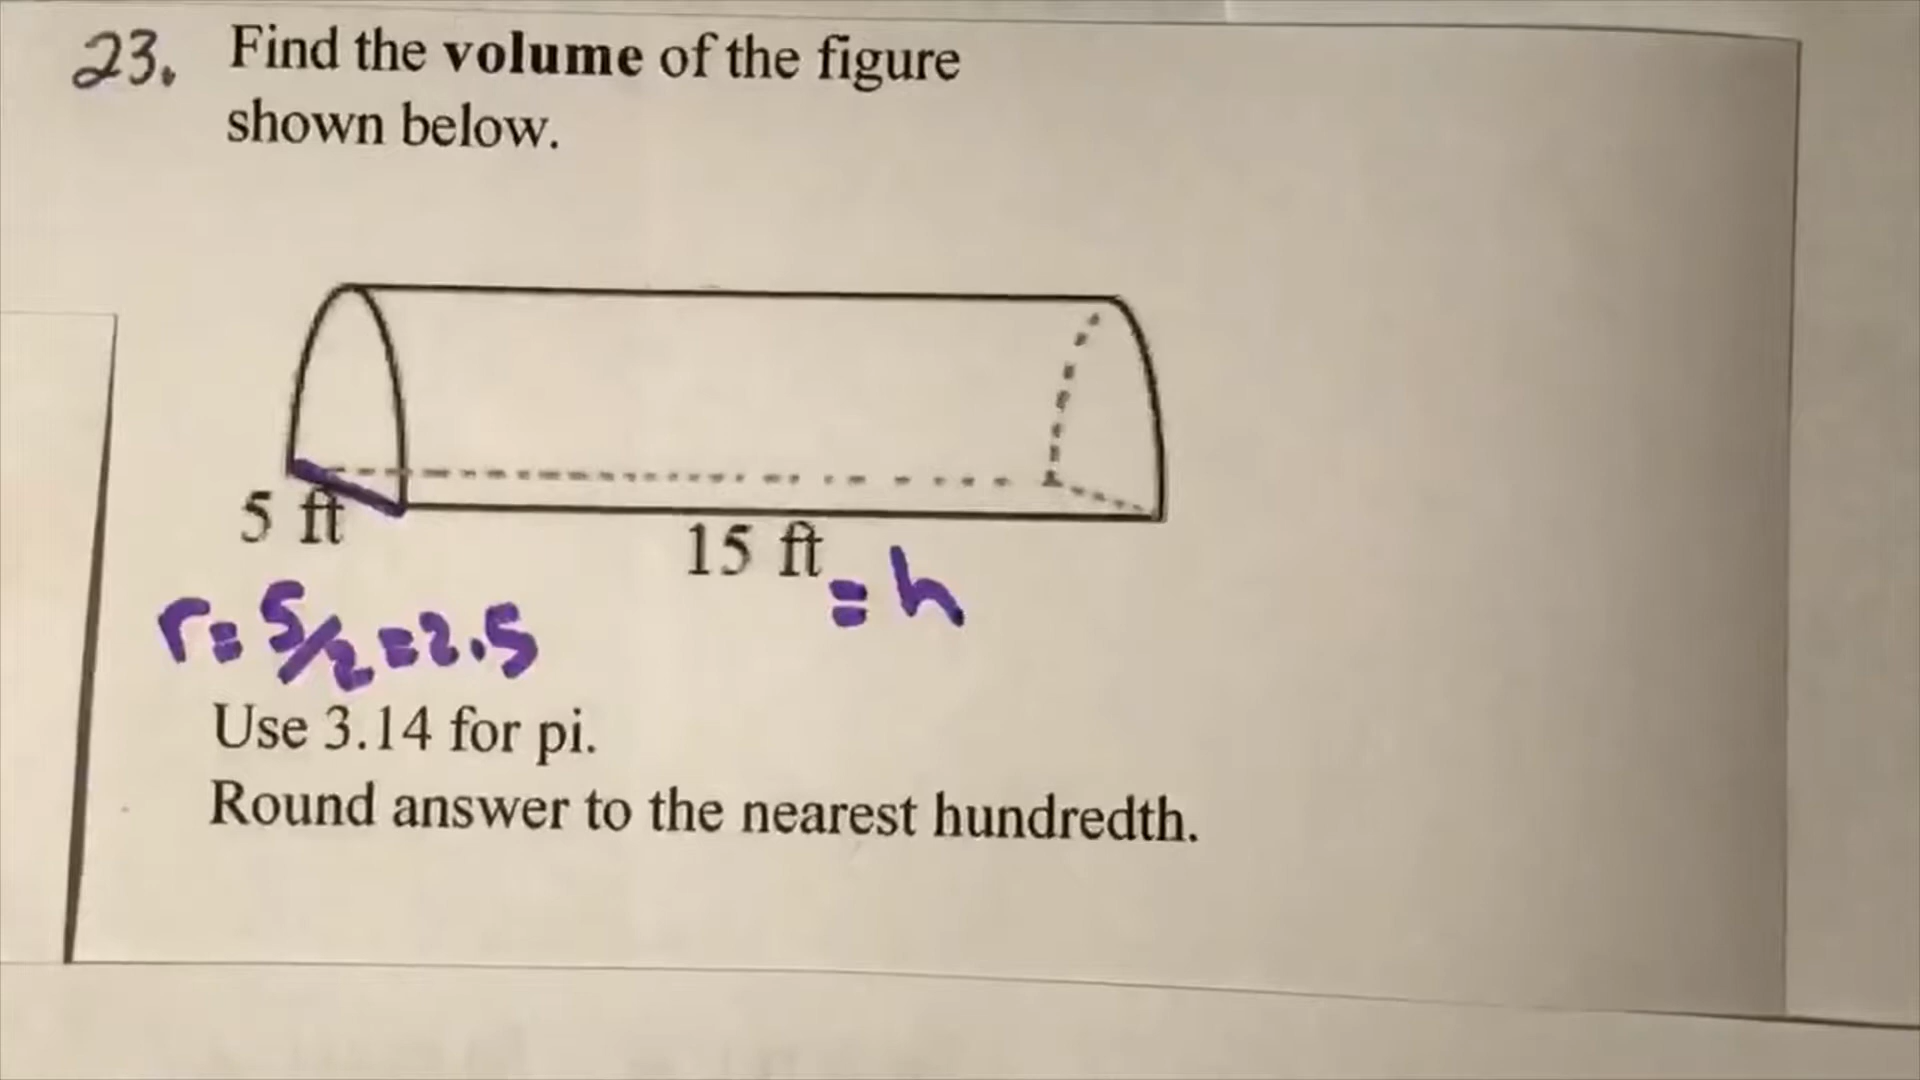 23. Find the volume of the figure
shown below.
5 ft
15 ft = h
r = 5/2 = 2.5
Use 3.14 for pi.
Round answer to the nearest hundredth.